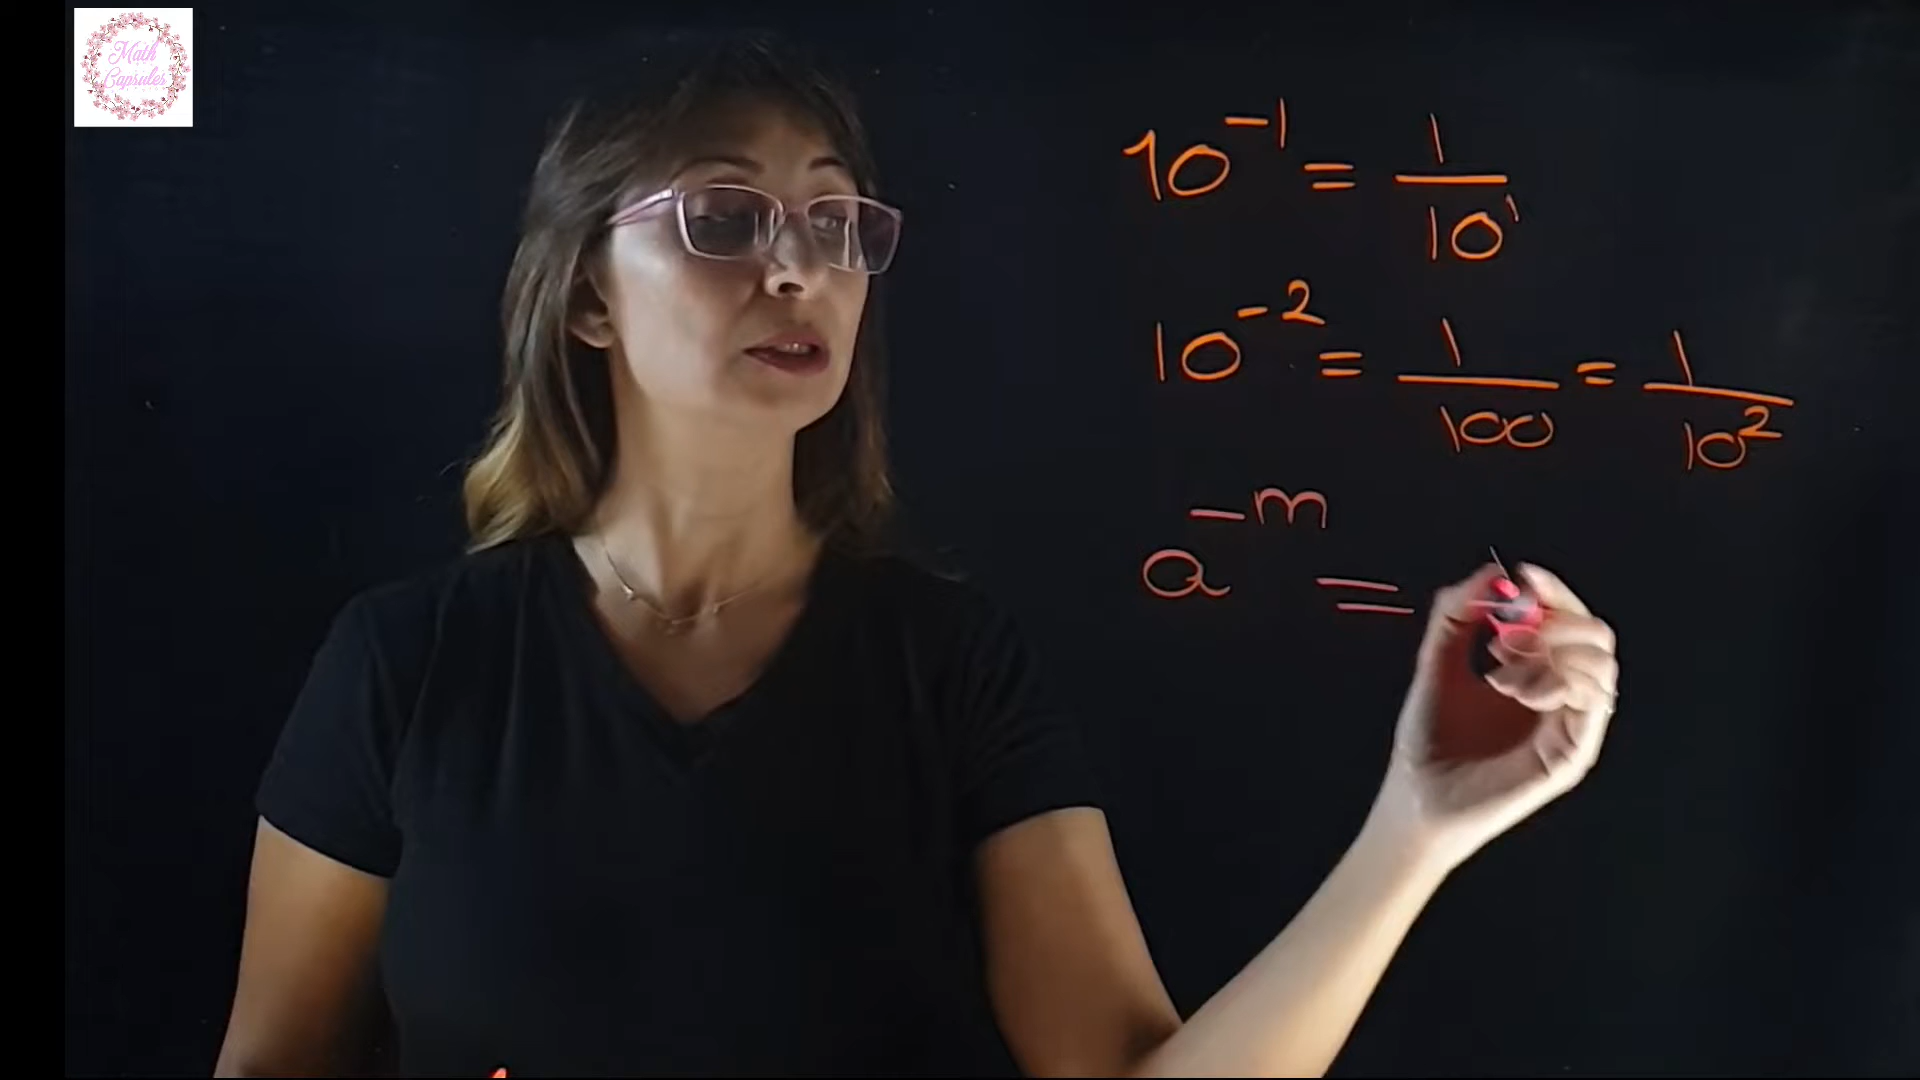 Math
Capsules
10⁻¹ = 1/10¹
10⁻² = 1/100 = 1/10²
a⁻ᵐ =